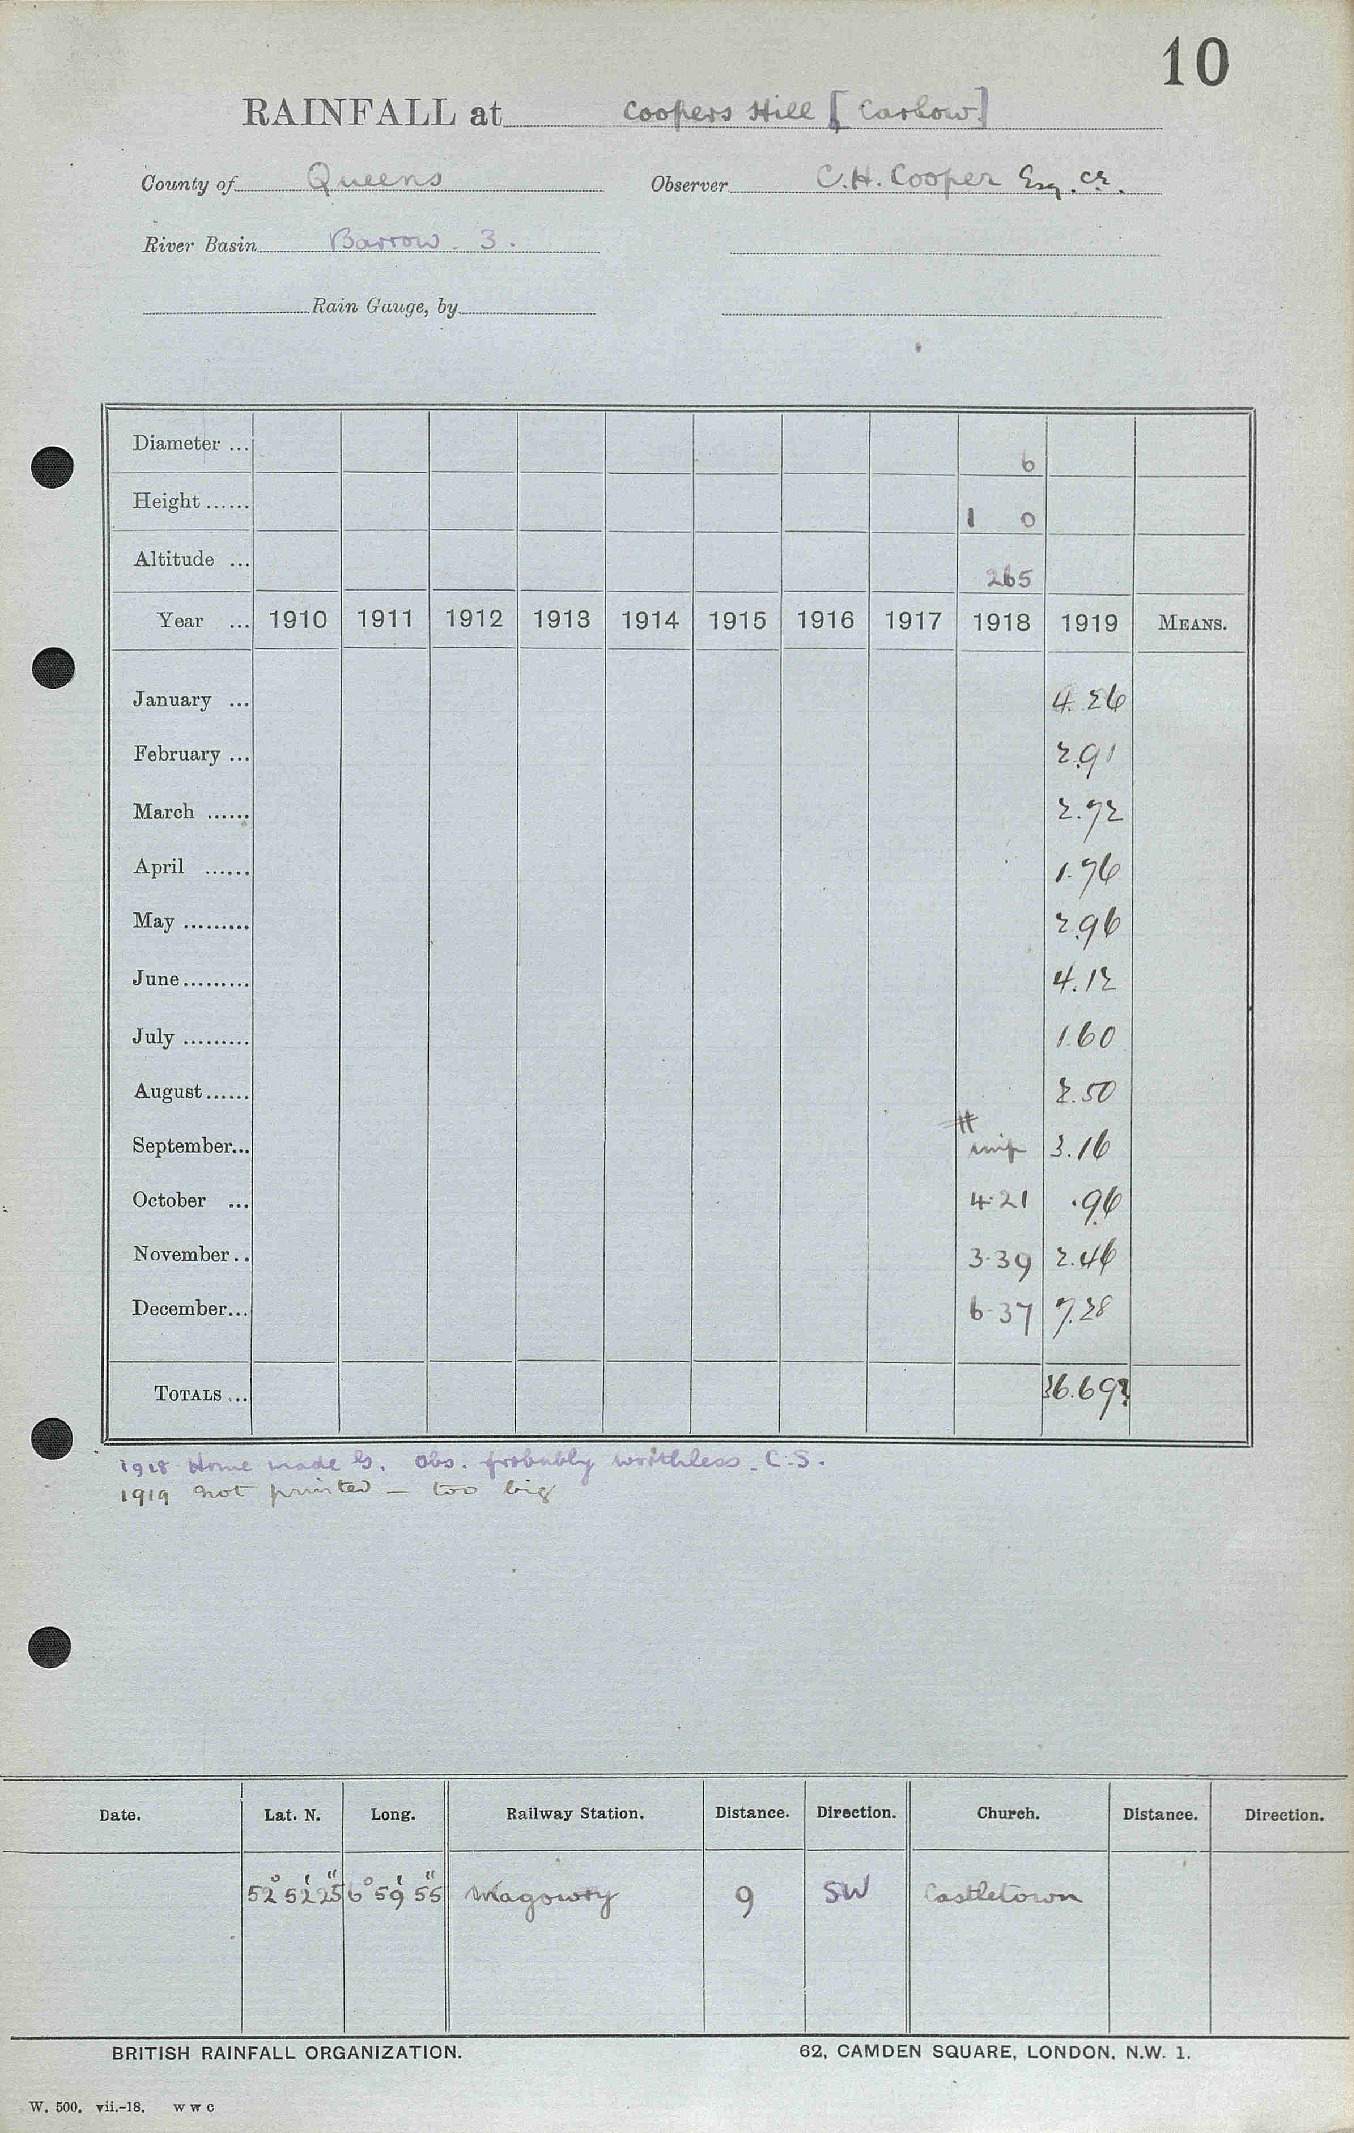 10
RAINFALL at Coopers Hill [Carlow]
County of Queens Observer C.H. Cooper Esq. C.E.
River Basin Barrow. 3.
Rain Gauge, by
Diameter ... 6
Height ...... 1 0
Altitude ... 265
Year ... 1910 1911 1912 1913 1914 1915 1916 1917 1918 1919 MEANS.
January ... 4.26
February ... 2.91
March ...... 2.72
April ...... 1.76
May ......... 2.96
June ......... 4.12
July ......... 1.60
August ...... 2.50
#
September... 3.16
October ... 4.21 .96
November .. 3.39 2.46
December... 6.37 7.28
TOTALS ... 36.69?
1918 Home made G. Obs. probably worthless. C.S.
1919 not printed – too big
Date. Lat. N. Long. Railway Station. Distance. Direction. Church. Distance. Direction.
52° 52' 25" 6° 59' 55" 9 SW Castletown
BRITISH RAINFALL ORGANIZATION. 62, CAMDEN SQUARE, LONDON, N.W. 1.
W. 500. vii.-18. w w c